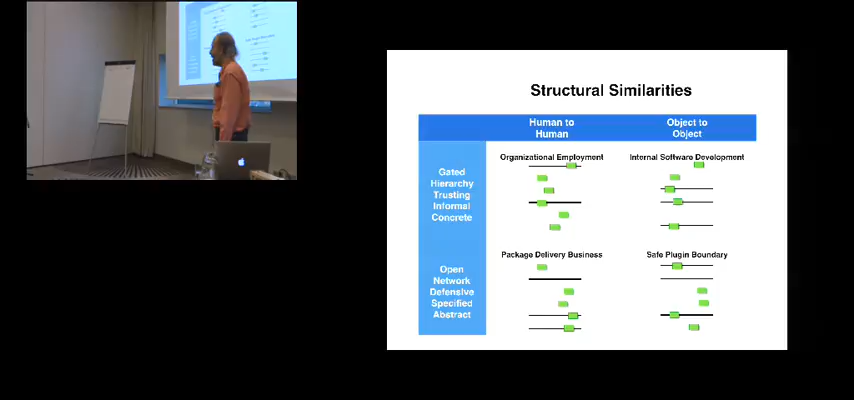 Structural Similarities
Human to
Human
Object to
Object
Gated
Hierarchy
Trusting
Informal
Concrete
Organizational Employment
Internal Software Development
Open
Network
Defensive
Specified
Abstract
Package Delivery Business
Safe Plugin Boundary